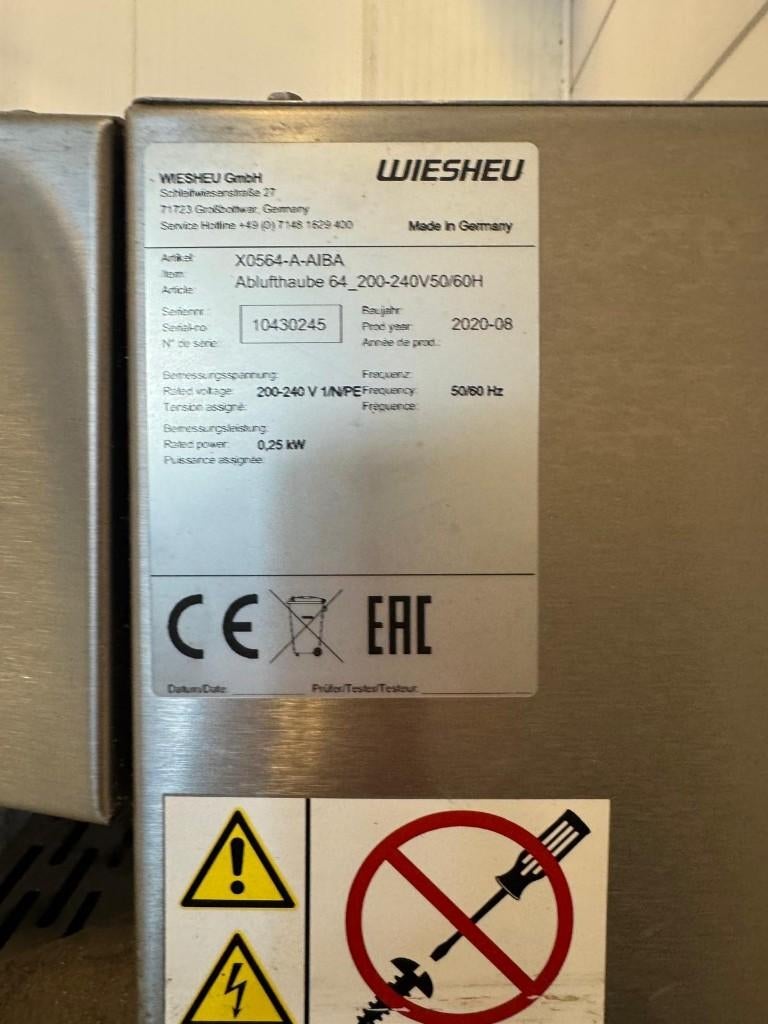 WIESHEU GmbH
WIESHEU
Schleifwiesenstraße 27
71723 Großbottwar, Germany
Service Hotline +49 (0) 7148 1629 400
Made in Germany
Artikel:
Item:
Article:
X0564-A-AIBA
Ablufthaube 64_200-240V50/60H
Seriennr.:
Serial-no:
N° de série:
10430245
Baujahr:
Prod year:
Année de prod.:
2020-08
Bemessungsspannung:
Rated voltage:
Tension assigné:
200-240 V 1/N/PE
Frequenz:
Frequency:
Fréquence:
50/60 Hz
Bemessungsleistung:
Rated power:
Puissance assignée:
0,25 kW
CE
EAC
Datum/Date:
Prüfer/Tester/Testeur: